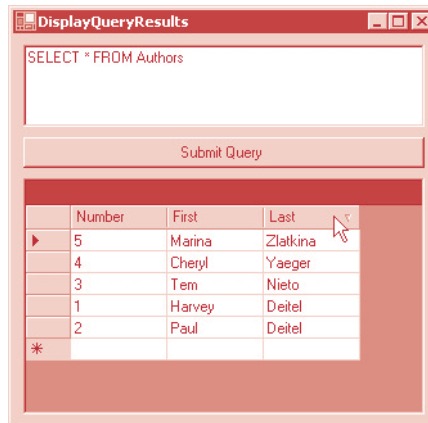 DisplayQueryResults
SELECT * FROM Authors
Submit Query
Number First Last
5 Marina Zlatkina
4 Cheryl Yaeger
3 Tem Nieto
1 Harvey Deitel
2 Paul Deitel